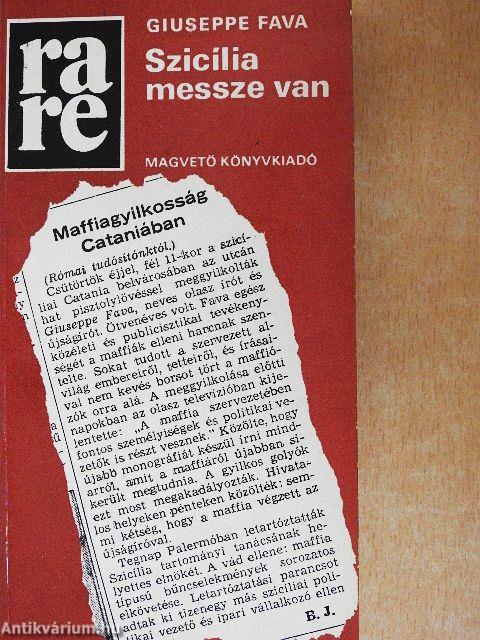 ra
re
GIUSEPPE FAVA
Szicília
messze van
MAGVETŐ KÖNYVKIADÓ
Maffiagyilkosság
Cataniában
(Római tudósítónktól.)
Csütörtök éjjel, fél 11-kor a szicí-
liai Catania belvárosában az utcán
hat pisztolylövéssel meggyilkolták
Giuseppe Fava, neves olasz írót és
újságírót. Ötvenéves volt. Fava egész
közéleti és publicisztikai tevékeny-
ségét a maffiák elleni harcnak szen-
telte. Sokat tudott a szervezett al-
világ embereiről, tetteiről, és írásai-
val nem kevés borsot tört a maffió-
zók orra alá. A meggyilkolása előtti
napokban az olasz televízióban kije-
lentette: „A maffia szervezetében
fontos személyiségek és politikai ve-
zetők is részt vesznek." Közölte, hogy
újabb monográfiát készül írni mind-
arról, amit a maffiáról újabban si-
került megtudnia. A gyilkos golyók
ezt most megakadályozták. Hivata-
los helyeken pénteken közölték: sem-
mi kétség, hogy a maffia végzett az
újságíróval.
Tegnap Palermóban letartóztatták
Szicília tartományi tanácsának he-
lyettes elnökét. A vád ellene: maffia
típusú bűncselekmények sorozatos
elkövetése. Letartóztatási parancsot
adtak ki tizenegy más szicíliai poli-
tikai vezető és ipari vállalkozó ellen
B. J.
Antikvárium.hu